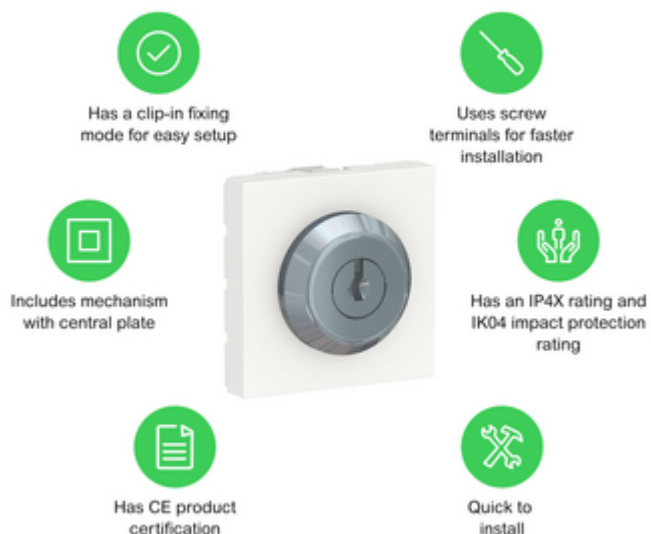 Has a clip-in fixing
mode for easy setup
Uses screw
terminals for faster
installation
Includes mechanism
with central plate
Has an IP4X rating and
IK04 impact protection
rating
Has CE product
certification
Quick to
install